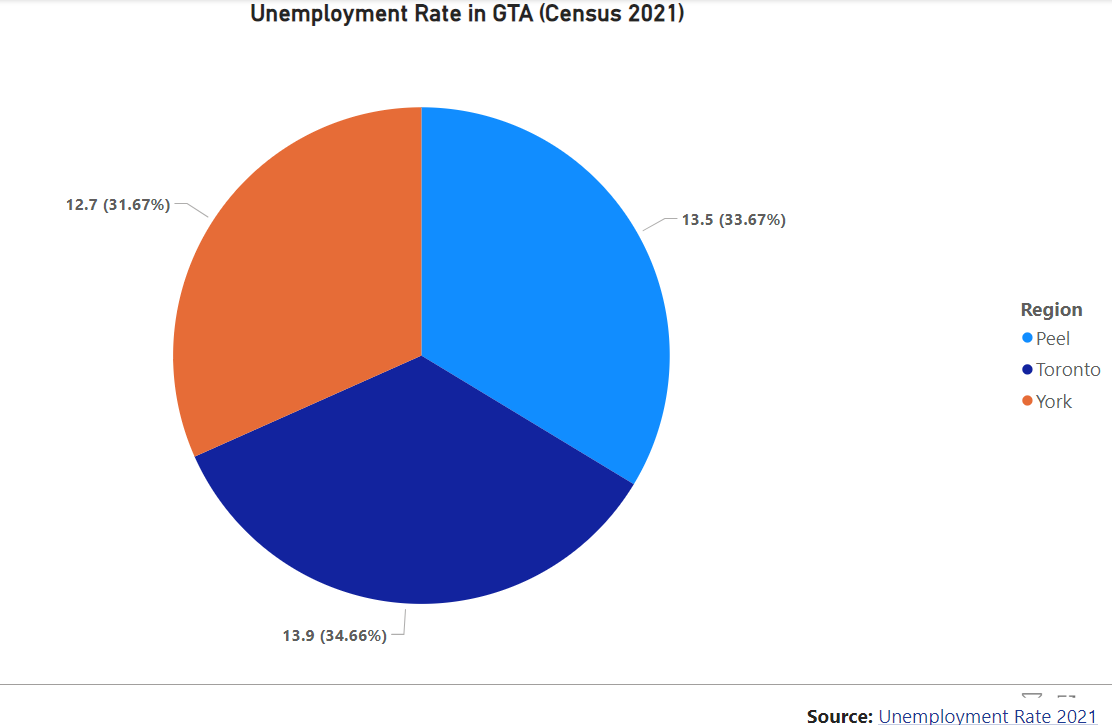 Unemployment Rate in GTA (Census 2021)
12.7 (31.67%)
13.5 (33.67%)
13.9 (34.66%)
Region
Peel
Toronto
York
Source: Unemployment Rate 2021